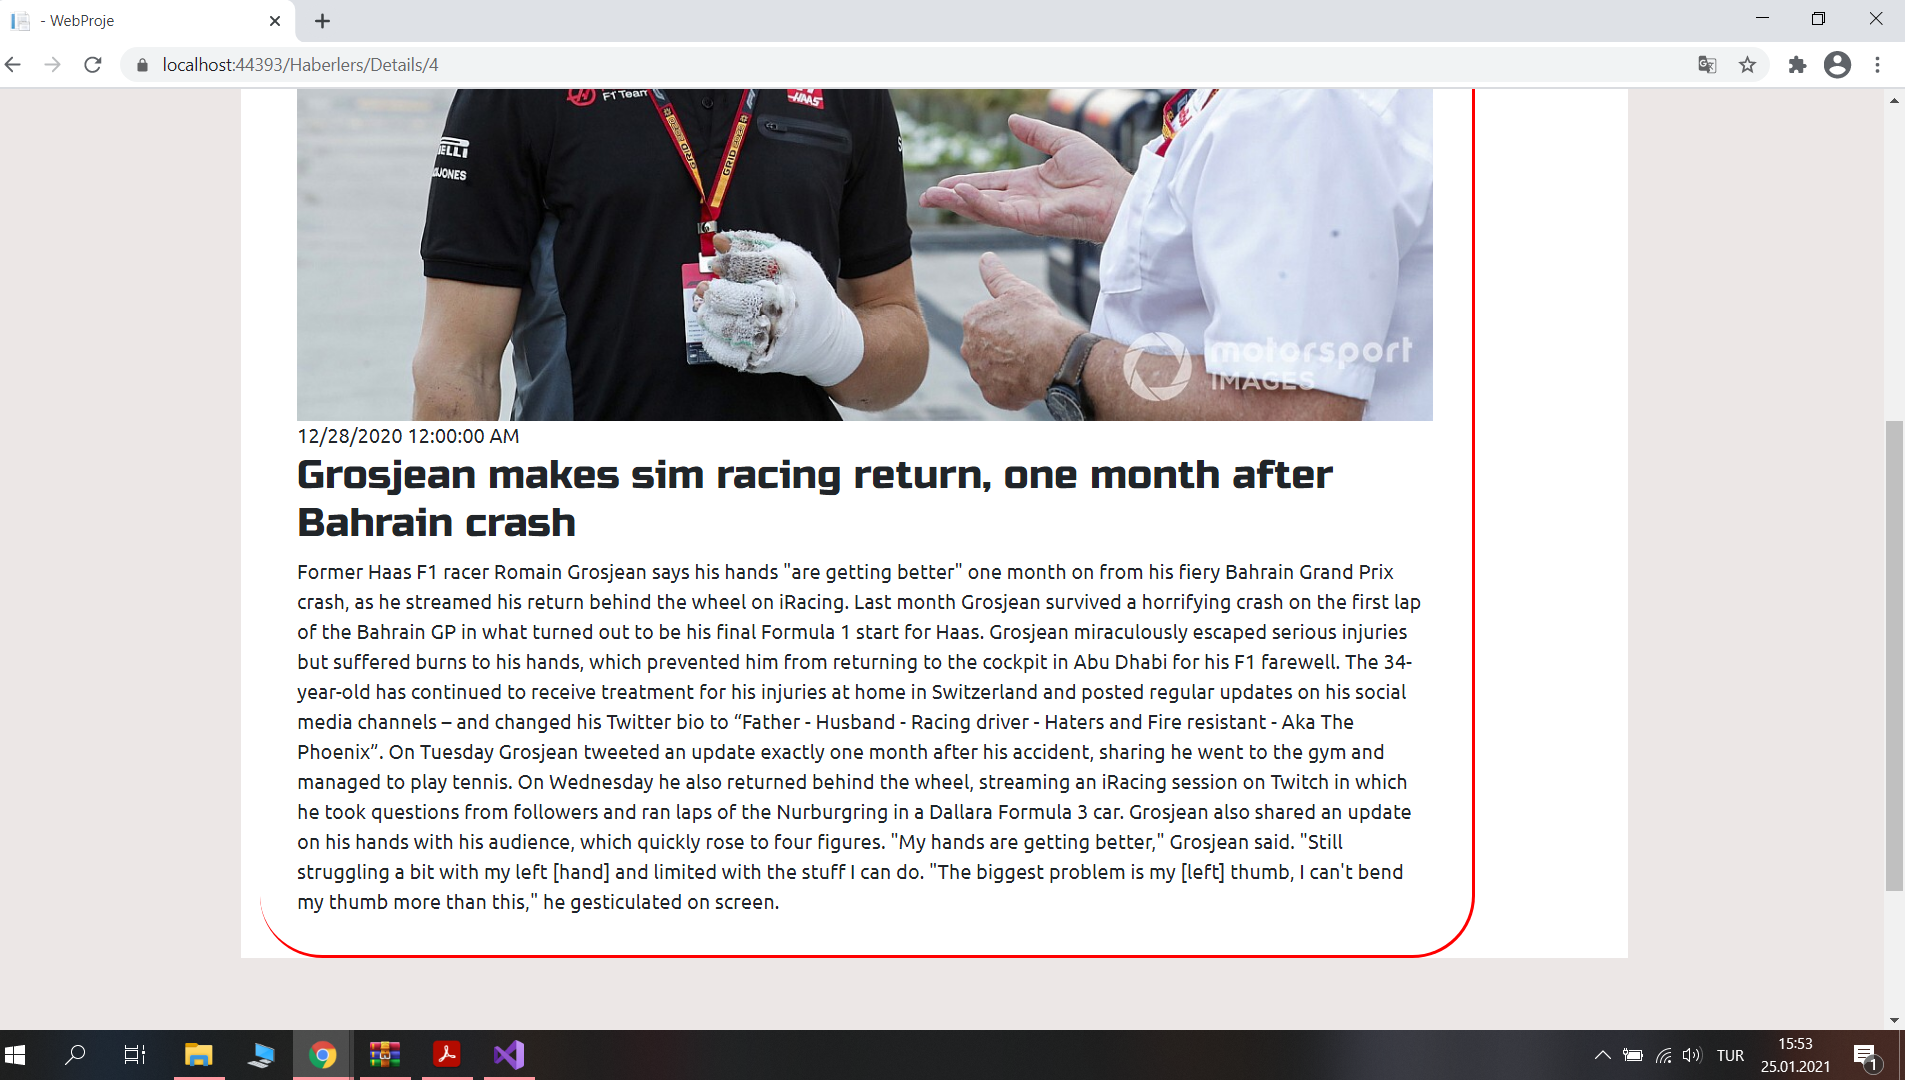 - WebProje
localhost:44393/Haberlers/Details/4
F1 Team
HAAS
GRID
GRID
JONES
motorsport
IMAGES
12/28/2020 12:00:00 AM
Grosjean makes sim racing return, one month after
Bahrain crash
Former Haas F1 racer Romain Grosjean says his hands "are getting better" one month on from his fiery Bahrain Grand Prix
crash, as he streamed his return behind the wheel on iRacing. Last month Grosjean survived a horrifying crash on the first lap
of the Bahrain GP in what turned out to be his final Formula 1 start for Haas. Grosjean miraculously escaped serious injuries
but suffered burns to his hands, which prevented him from returning to the cockpit in Abu Dhabi for his F1 farewell. The 34-
year-old has continued to receive treatment for his injuries at home in Switzerland and posted regular updates on his social
media channels – and changed his Twitter bio to “Father - Husband - Racing driver - Haters and Fire resistant - Aka The
Phoenix”. On Tuesday Grosjean tweeted an update exactly one month after his accident, sharing he went to the gym and
managed to play tennis. On Wednesday he also returned behind the wheel, streaming an iRacing session on Twitch in which
he took questions from followers and ran laps of the Nurburgring in a Dallara Formula 3 car. Grosjean also shared an update
on his hands with his audience, which quickly rose to four figures. "My hands are getting better," Grosjean said. "Still
struggling a bit with my left [hand] and limited with the stuff I can do. "The biggest problem is my [left] thumb, I can't bend
my thumb more than this," he gesticulated on screen.
TUR
15:53
25.01.2021
1